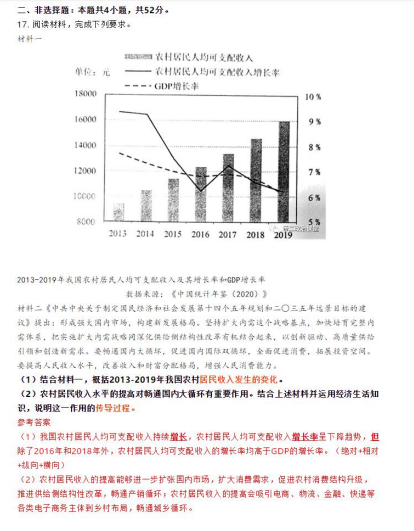 二、非选择题：本题共4个题，共52分。
17. 阅读材料，完成下列要求。
材料一
农村居民人均可支配收入
单位：元
农村居民人均可支配收入增长率
GDP增长率
18000
16000
14000
12000
10000
8000
10%
9%
8%
7%
6%
5%
2013 2014 2015 2016 2017 2018 2019
2013-2019年我国农村居民人均可支配收入及其增长率和GDP增长率
数据来源：《中国统计年鉴（2020）》
材料二《中共中央关于制定国民经济和社会发展第十四个五年规划和二〇三五年远景目标的建
议》提出：形成强大国内市场，构建新发展格局。坚持扩大内需这个战略基点，加快培育完整内
需体系，把实施扩大内需战略同深化供给侧结构性改革有机结合起来，以创新驱动、高质量供给
引领和创造新需求。要畅通国内大循环，促进国内国际双循环，全面促进消费，拓展投资空间。
要提高人民收入水平，改善收入和财富分配格局，增强人民消费能力。
（1）结合材料一，概括2013-2019年我国农村居民收入发生的变化。
（2）农村居民收入水平的提高对畅通国内大循环有重要作用。结合上述材料并运用经济生活知
识，说明这一作用的传导过程。
参考答案
（1）我国农村居民人均可支配收入持续增长，农村居民人均可支配收入增长率呈下降趋势，但
除了2016年和2018年外，农村居民人均可支配收入的增长率均高于GDP的增长率。（绝对+相对
+纵向+横向）
（2）农村居民收入的提高能够进一步扩张国内市场，扩大消费需求，促进农村消费结构升级，
推进供给侧结构性改革，畅通产销循环；农村居民收入的提高会吸引电商、物流、金融、快递等
各类电子商务主体到乡村布局，畅通城乡循环。